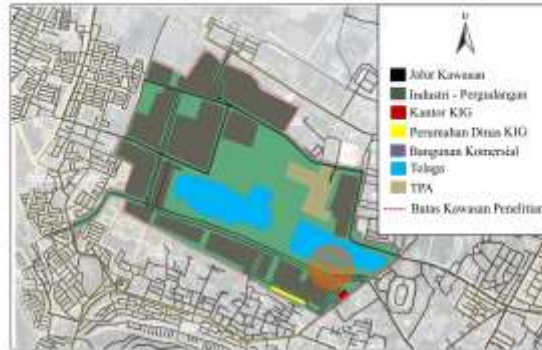 Jalur Kawasan
Industri - Pergudangan
Kantor KIG
Perumahan Dinas KIG
Bangunan Komersial
Telaga
TPA
Batas Kawasan Penelitian